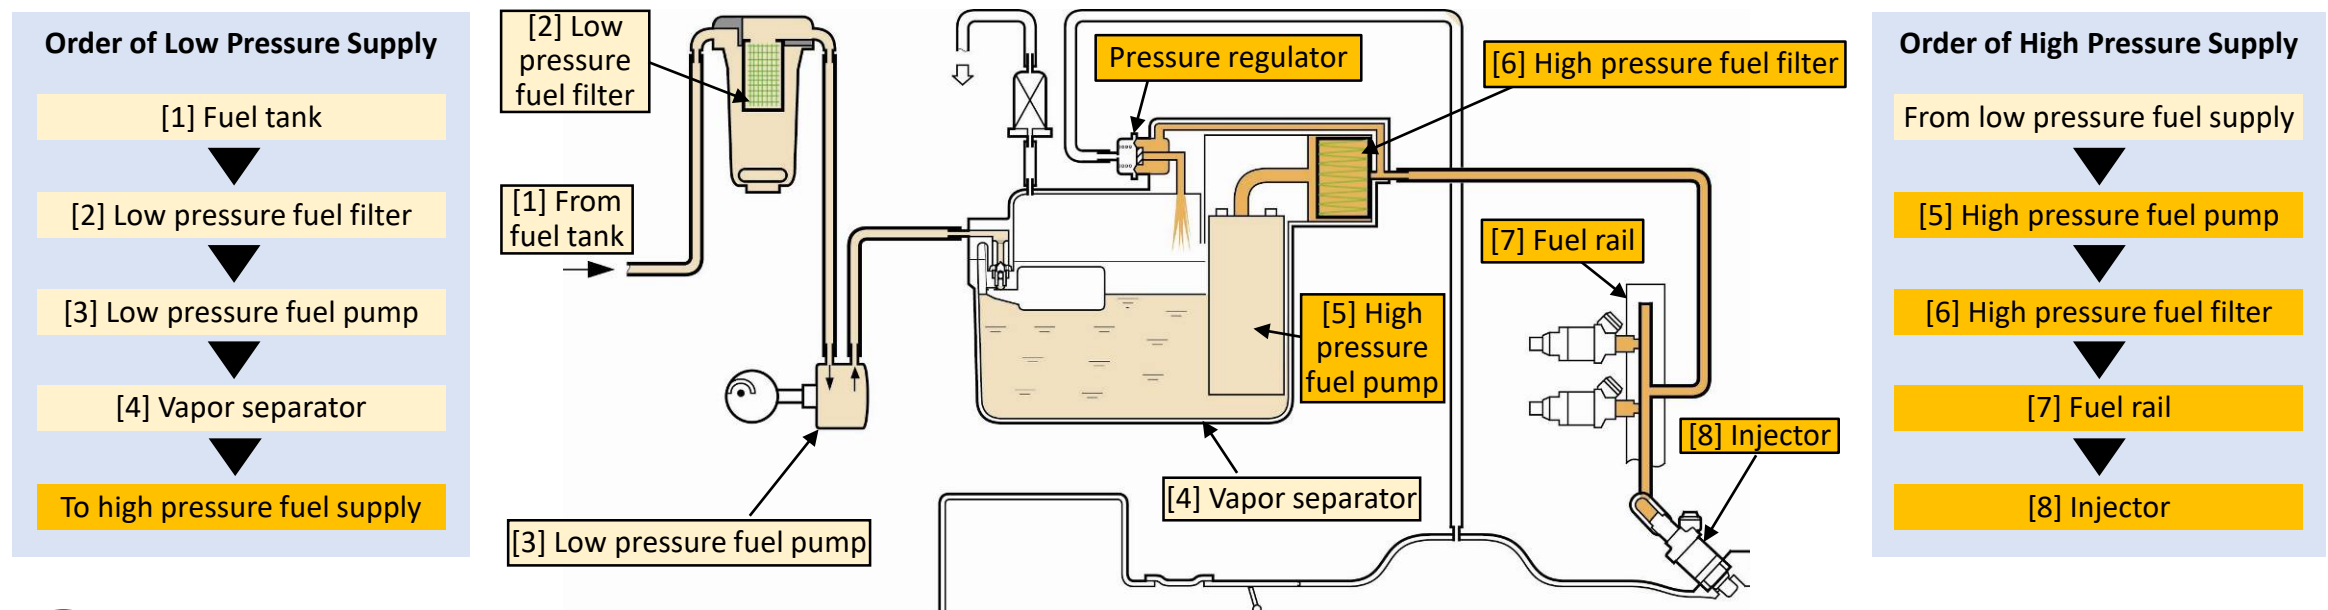 Order of Low Pressure Supply
[1] Fuel tank
[2] Low pressure fuel filter
[3] Low pressure fuel pump
[4] Vapor separator
To high pressure fuel supply
[2] Low
pressure
fuel filter
[1] From
fuel tank
[3] Low pressure fuel pump
Pressure regulator
[6] High pressure fuel filter
[7] Fuel rail
[5] High
pressure
fuel pump
[8] Injector
[4] Vapor separator
Order of High Pressure Supply
From low pressure fuel supply
[5] High pressure fuel pump
[6] High pressure fuel filter
[7] Fuel rail
[8] Injector